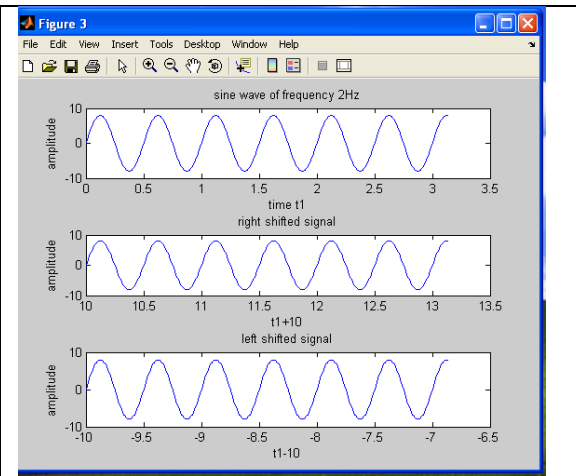 Figure 3
File Edit View Insert Tools Desktop Window Help
sine wave of frequency 2Hz
10
0
-10
amplitude
0 0.5 1 1.5 2 2.5 3 3.5
time t1
right shifted signal
10
0
-10
amplitude
10 10.5 11 11.5 12 12.5 13 13.5
t1+10
left shifted signal
10
0
-10
amplitude
-10 -9.5 -9 -8.5 -8 -7.5 -7 -6.5
t1-10